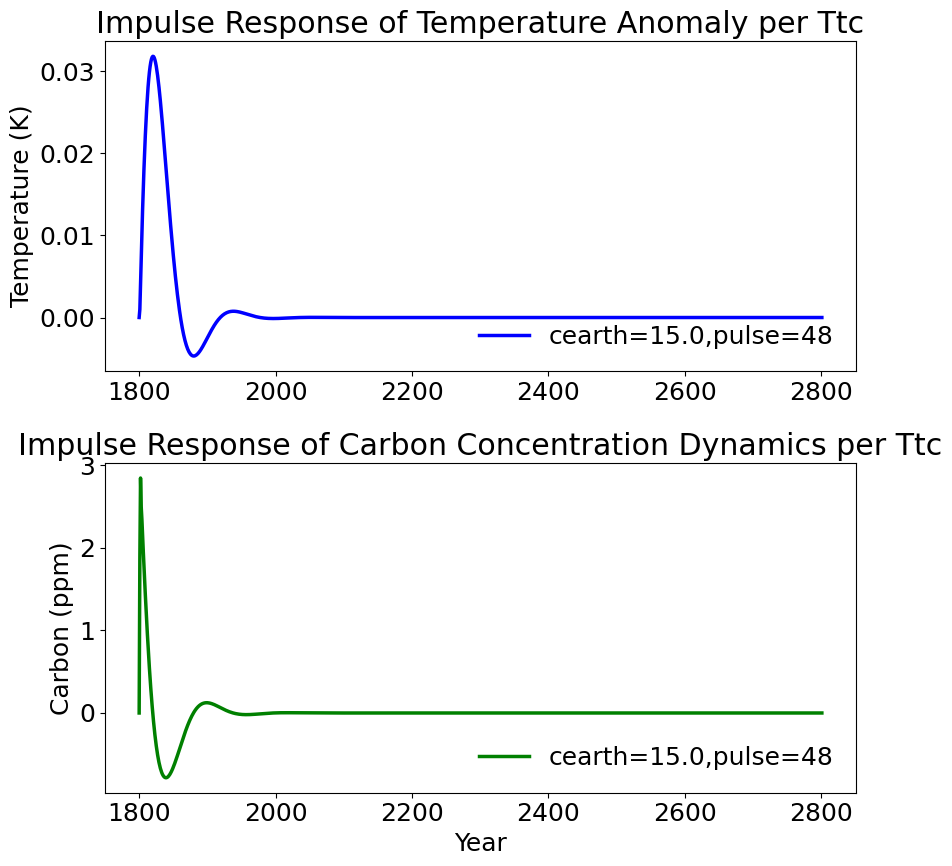 Impulse Response of Temperature Anomaly per Ttc
Temperature (K)
0.03
0.02
0.01
0.00
cearth=15.0,pulse=48
1800 2000 2200 2400 2600 2800
Impulse Response of Carbon Concentration Dynamics per Ttc
Carbon (ppm)
3
2
1
0
cearth=15.0,pulse=48
1800 2000 2200 2400 2600 2800
Year